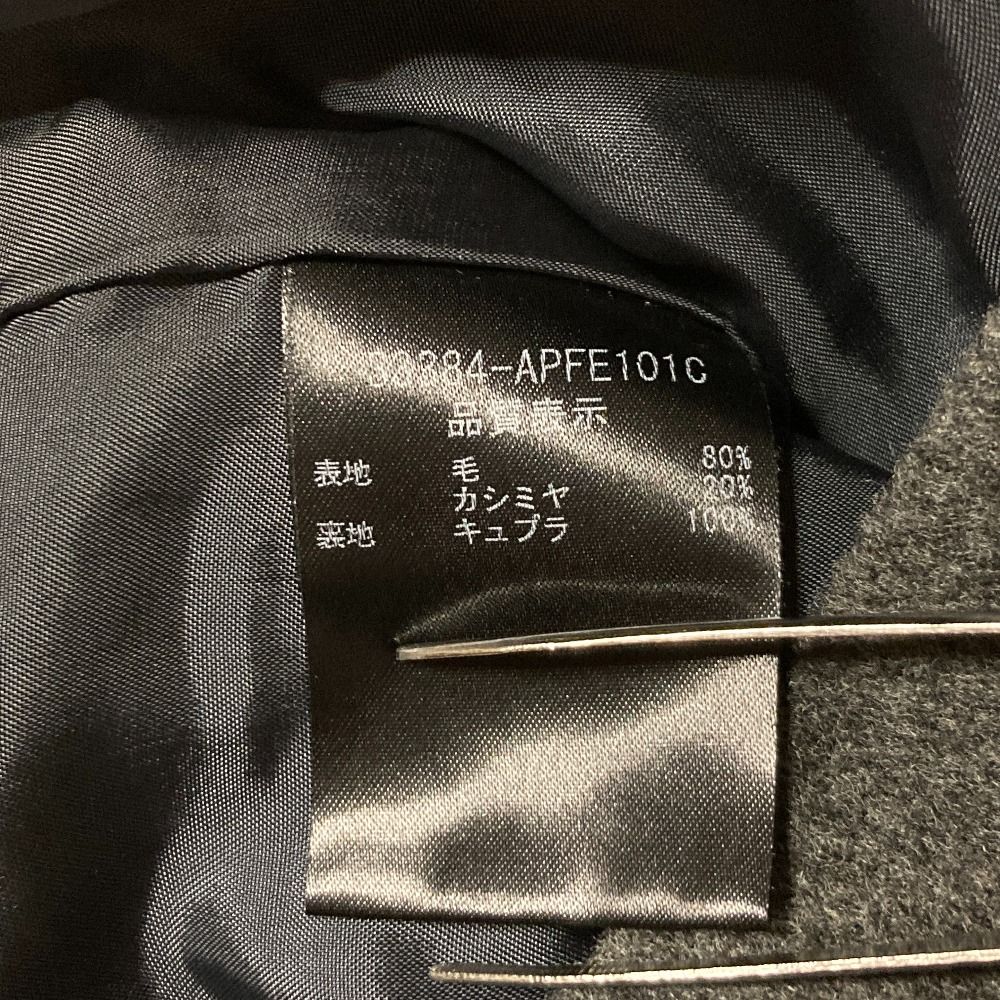 品質表示
表地 毛 80%
カシミヤ 20%
裏地 キュプラ 100%